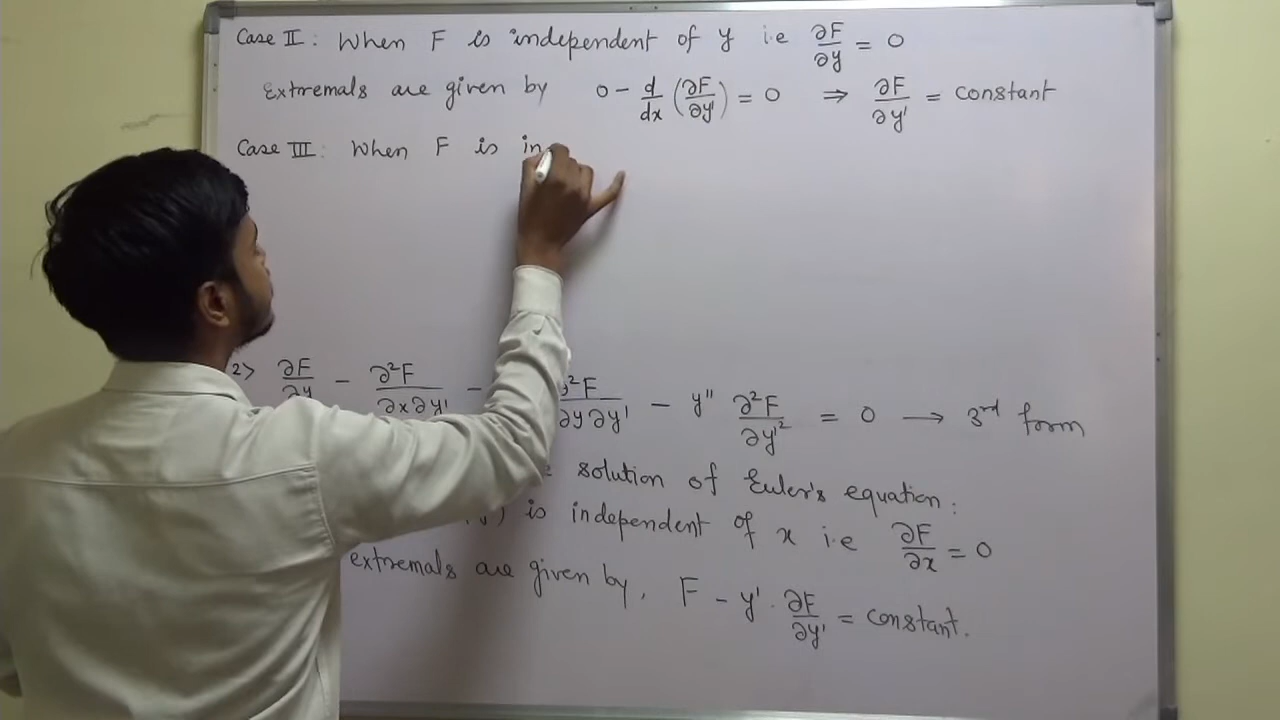 Case II : When F is independent of y i.e ∂F/∂y = 0
Extremals are given by 0 - d/dx (∂F/∂y') = 0 ⇒ ∂F/∂y' = constant
Case III : When F is in
2> ∂F/∂y - ∂²F/∂x∂y' - ∂²F/∂y∂y' - y'' ∂²F/∂y'² = 0 → 3rd form
solution of Euler's equation :
is independent of x i.e ∂F/∂x = 0
extremals are given by, F - y' . ∂F/∂y' = constant.